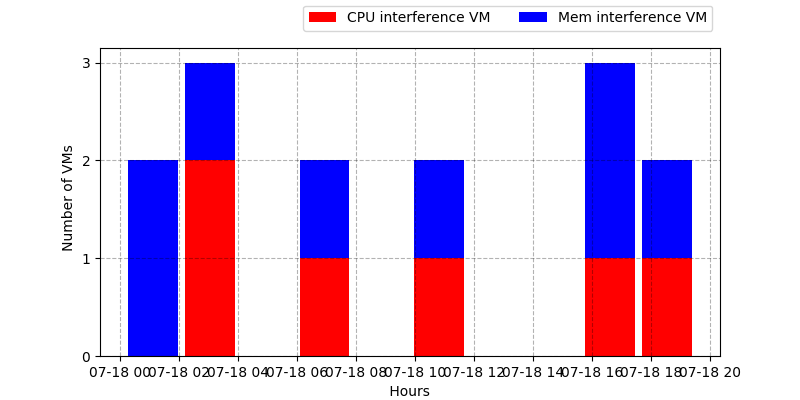 CPU interference VM Mem interference VM
3
2
1
0
Number of VMs
07-18 00 07-18 02 07-18 04 07-18 06 07-18 08 07-18 10 07-18 12 07-18 14 07-18 16 07-18 18 07-18 20
Hours